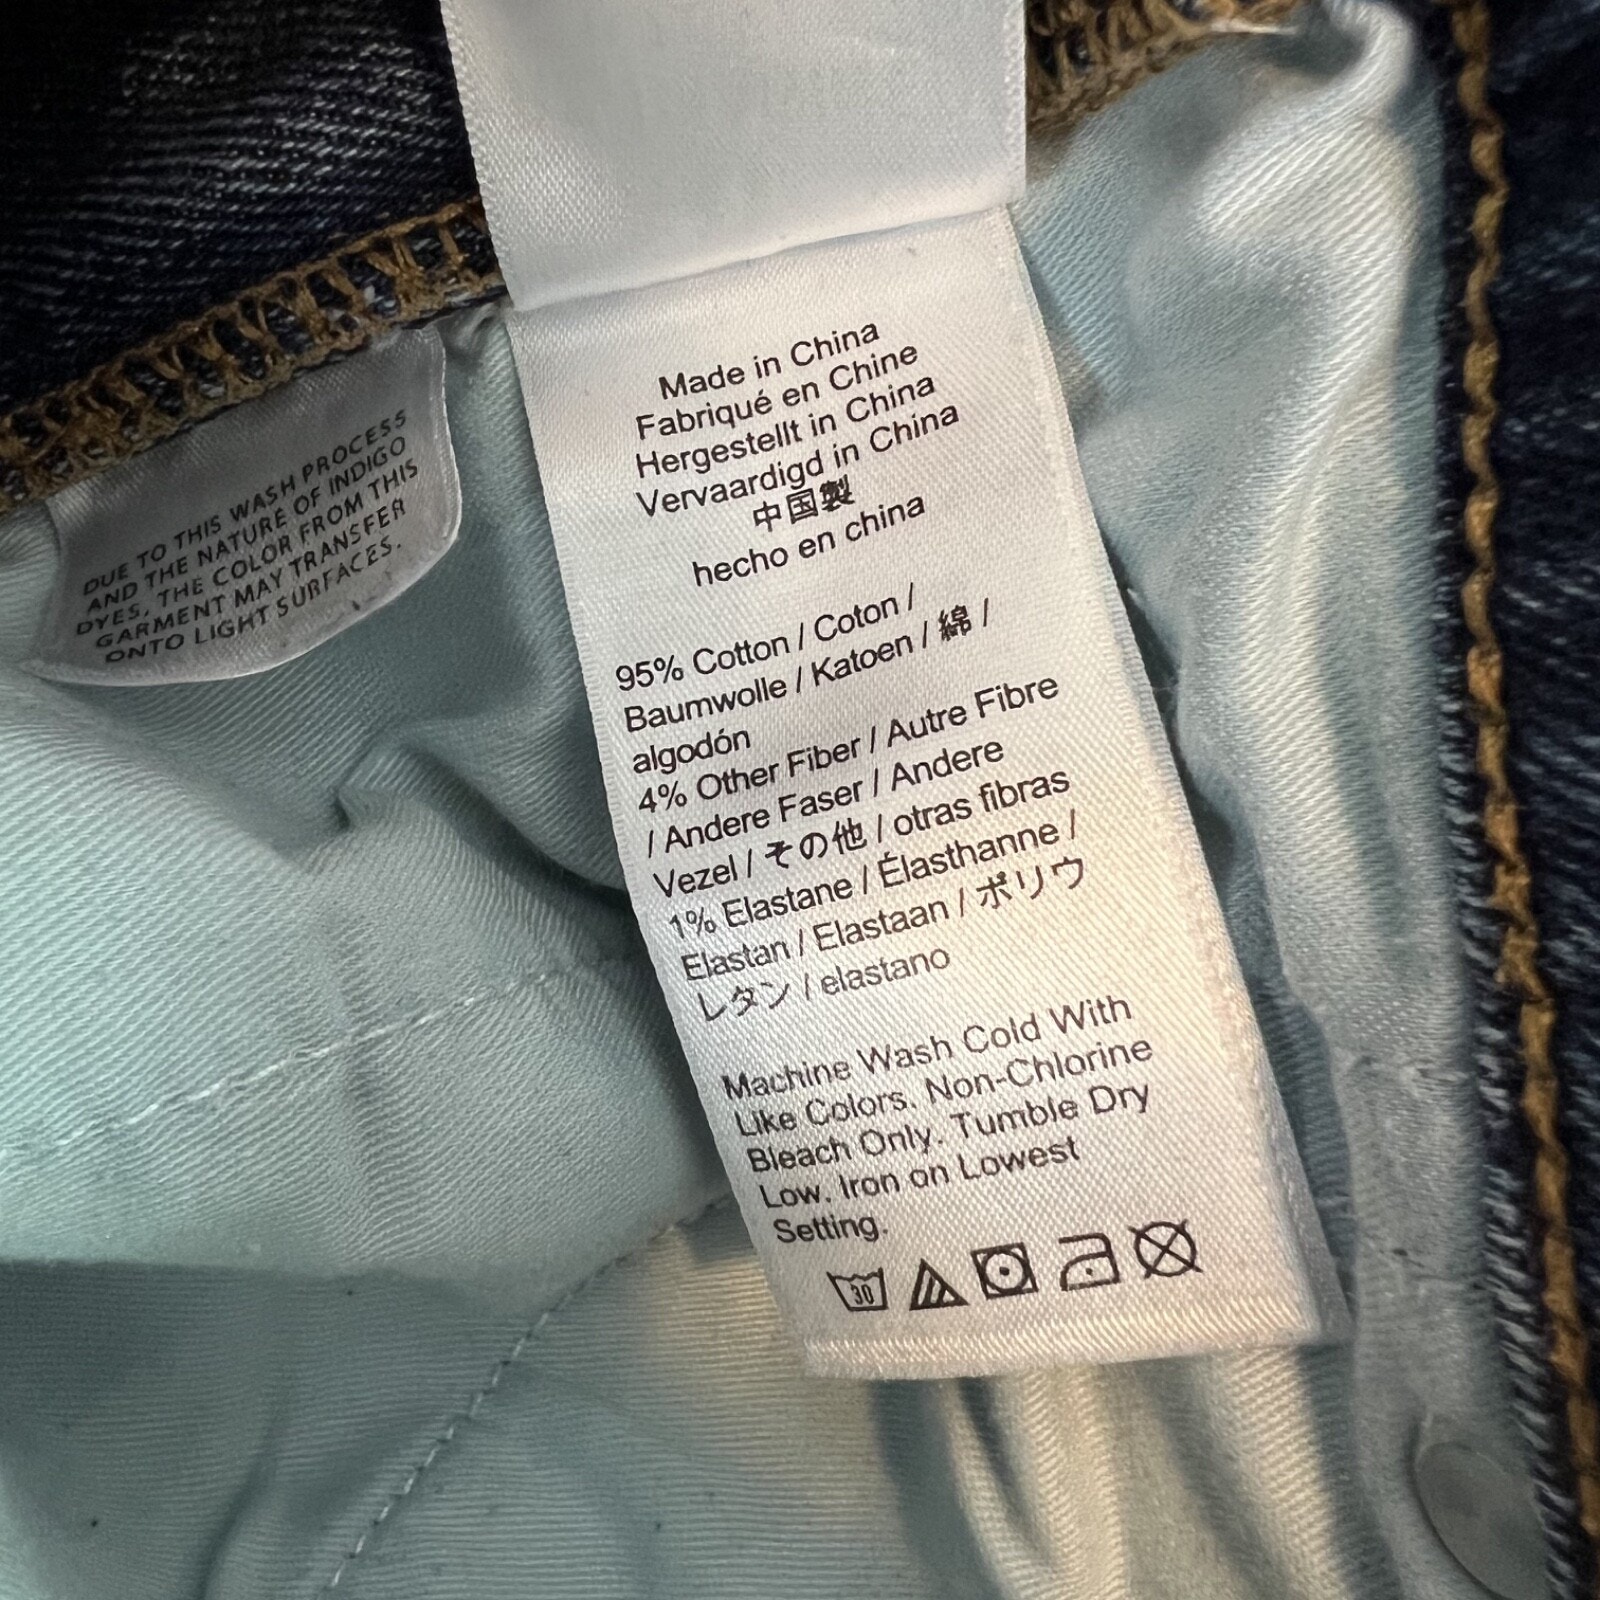 DUE TO THIS WASH PROCESS
AND THE NATURE OF INDIGO
DYES, THE COLOR FROM THIS
GARMENT MAY TRANSFER
ONTO LIGHT SURFACES.
Made in China
Fabriqué en Chine
Hergestellt in China
Vervaardigd in China
中国製
hecho en china
95% Cotton / Coton /
Baumwolle / Katoen / 綿 /
algodón
4% Other Fiber / Autre Fibre
/ Andere Faser / Andere
Vezel / その他 / otras fibras
1% Elastane / Élasthanne /
Elastan / Elastaan / ポリウ
レタン / elastano
Machine Wash Cold With
Like Colors. Non-Chlorine
Bleach Only. Tumble Dry
Low. Iron on Lowest
Setting.
30